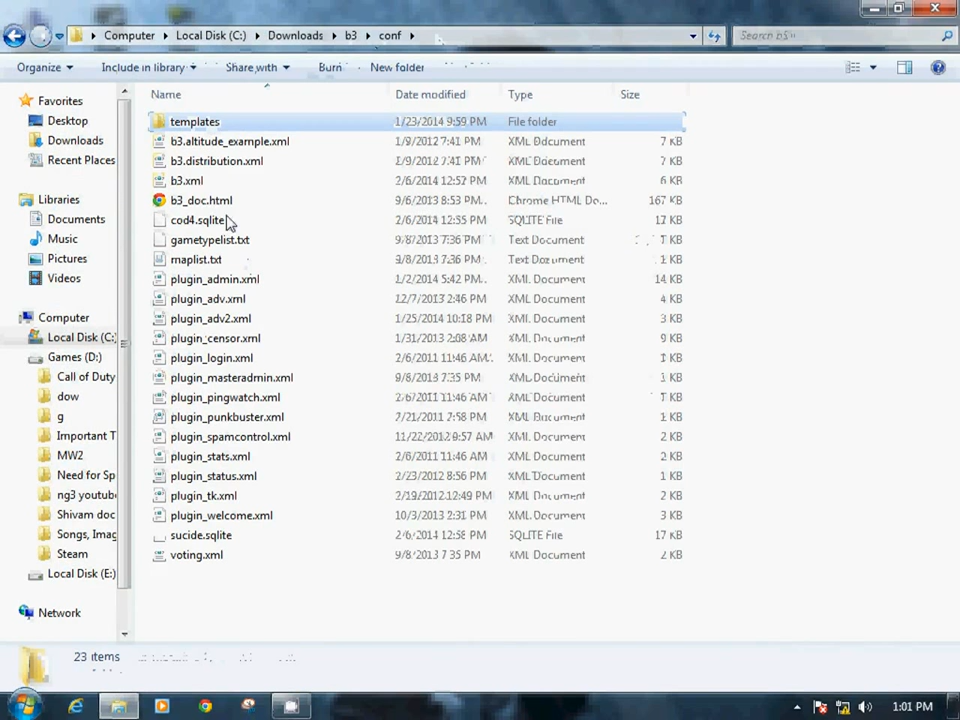 Computer Local Disk (C:) Downloads b3 conf
Search
Organize Include in library Share with Burn New folder
Name Date modified Type Size
Favorites
Desktop
Downloads
Recent Places
Libraries
Documents
Music
Pictures
Videos
Computer
Local Disk (C:
Games (D:)
Call of Duty
dow
g
Important T
MW2
Need for Sp
ng3 youtub
Shivam doc
Songs, Imag
Steam
Local Disk (E:)
Network
templates 1/23/2014 9:59 PM File folder
b3.altitude_example.xml 1/9/2012 7:41 PM XML Document 7 KB
b3.distribution.xml 1/9/2012 7:41 PM XML Document 7 KB
b3.xml 2/6/2014 12:52 PM XML Document 6 KB
b3_doc.html 9/6/2013 8:53 PM Chrome HTML Do... 167 KB
cod4.sqlite 2/6/2014 12:55 PM SQLITE File 17 KB
gametypelist.txt 9/8/2013 7:36 PM Text Document 1 KB
maplist.txt 9/8/2013 7:36 PM Text Document 1 KB
plugin_admin.xml 1/2/2014 5:42 PM XML Document 14 KB
plugin_adv.xml 12/7/2013 2:46 PM XML Document 4 KB
plugin_adv2.xml 1/25/2014 10:18 PM XML Document 3 KB
plugin_censor.xml 1/31/2013 2:08 PM XML Document 9 KB
plugin_login.xml 2/6/2011 11:46 AM XML Document 1 KB
plugin_masteradmin.xml 9/8/2013 7:35 PM XML Document KB
plugin_pingwatch.xml 2/6/2011 11:46 AM XML Document 1 KB
plugin_punkbuster.xml 2/21/2011 2:58 PM XML Document 1 KB
plugin_spamcontrol.xml 11/22/2012 9:57 AM XML Document 2 KB
plugin_stats.xml 2/6/2011 11:46 AM XML Document 2 KB
plugin_status.xml 2/23/2012 8:56 PM XML Document 2 KB
plugin_tk.xml 2/19/2012 12:49 PM XML Document 2 KB
plugin_welcome.xml 10/3/2013 2:31 PM XML Document 3 KB
sucide.sqlite 2/6/2014 12:58 PM SQLITE File 17 KB
voting.xml 9/8/2013 7:35 PM XML Document 2 KB
23 items
1:01 PM